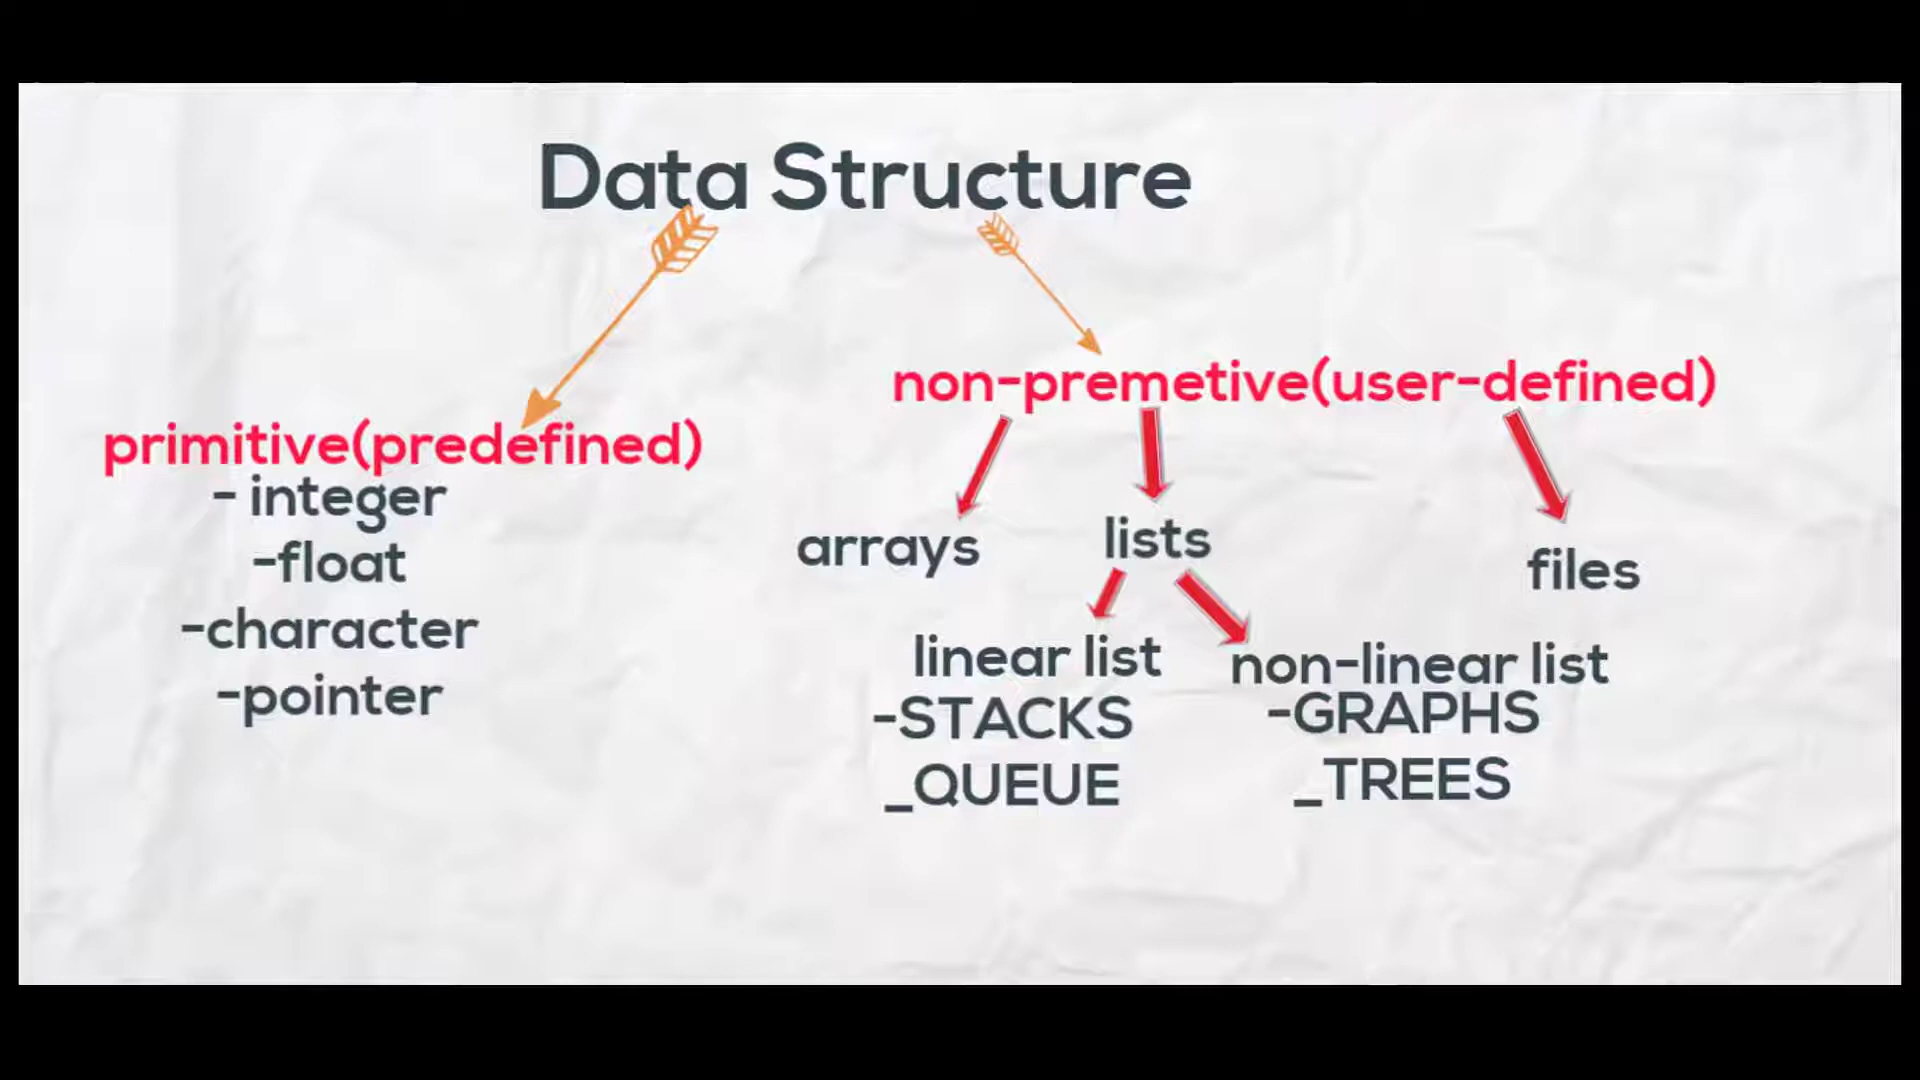 Data Structure
primitive(predefined)
- integer
-float
-character
-pointer
non-premetive(user-defined)
arrays
lists
files
linear list
-STACKS
_QUEUE
non-linear list
-GRAPHS
_TREES